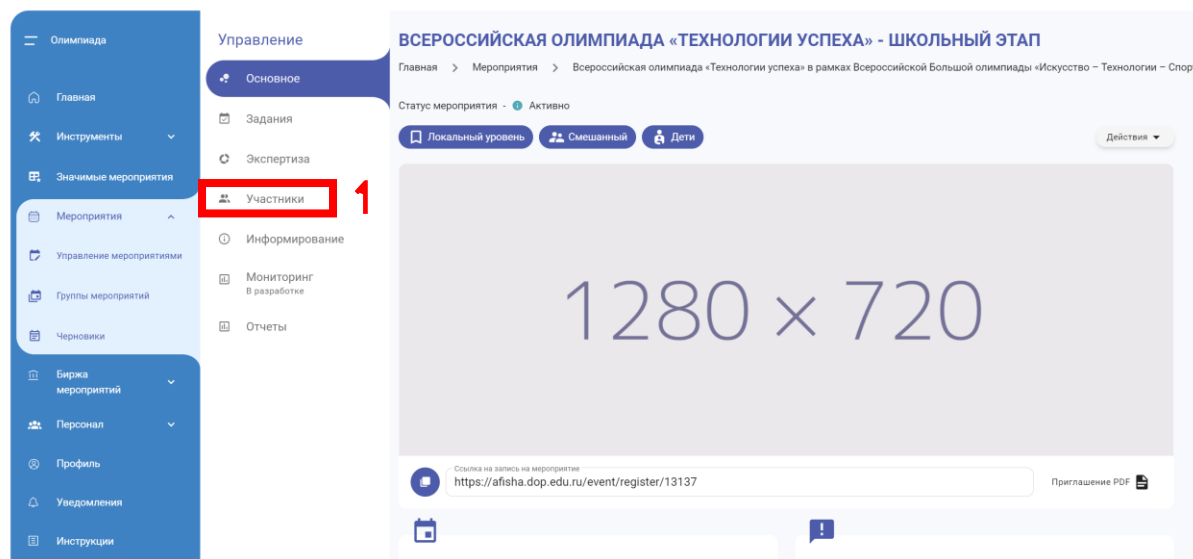 Олимпиада
Главная
Инструменты
Значимые мероприятия
Мероприятия
Управление мероприятиями
Группы мероприятий
Черновики
Биржа
мероприятий
Персонал
Профиль
Уведомления
Инструкции
Управление
Основное
Задания
Экспертиза
Участники
1
Информирование
Мониторинг
В разработке
Отчеты
ВСЕРОССИЙСКАЯ ОЛИМПИАДА «ТЕХНОЛОГИИ УСПЕХА» - ШКОЛЬНЫЙ ЭТАП
Главная > Мероприятия > Всероссийская олимпиада «Технологии успеха» в рамках Всероссийской Большой олимпиады «Искусство – Технологии – Спор
Статус мероприятия - Активно
Локальный уровень Смешанный Дети Действия
1280 × 720
Ссылка на запись на мероприятие
https://afisha.dop.edu.ru/event/register/13137
Приглашение PDF